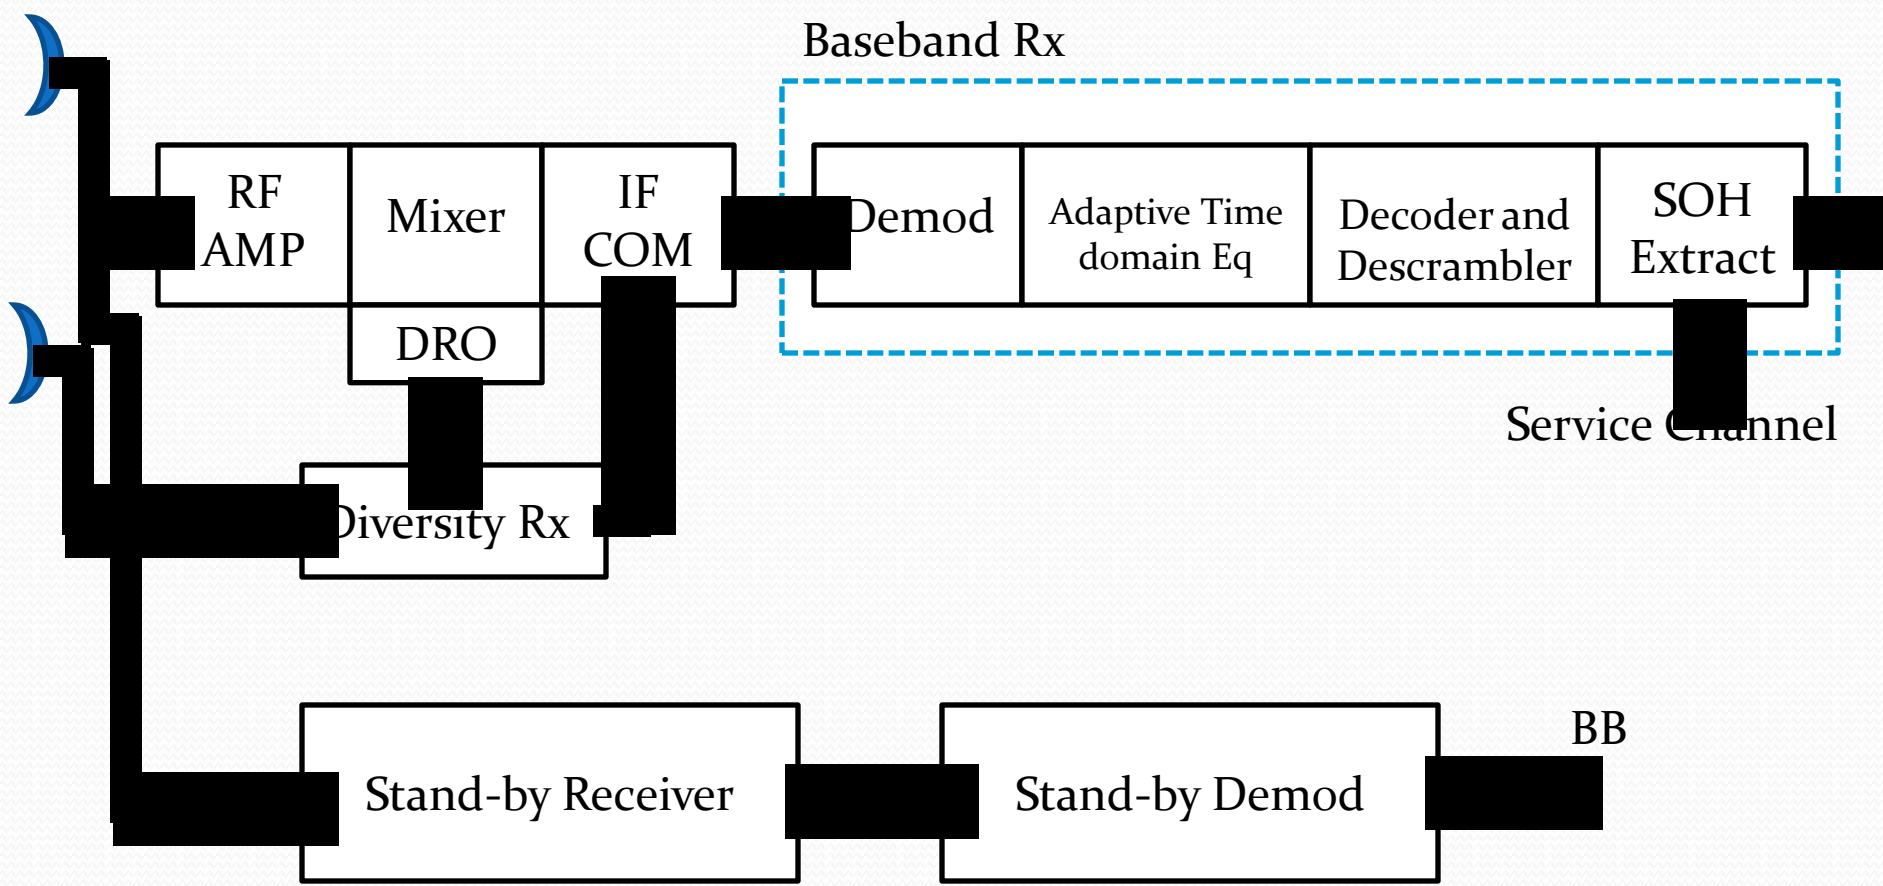 Baseband Rx
RF
AMP
Mixer
IF
COM
Demod
Adaptive Time
domain Eq
Decoder and
Descrambler
SOH
Extract
DRO
Service Channel
Diversity Rx
BB
Stand-by Receiver
Stand-by Demod